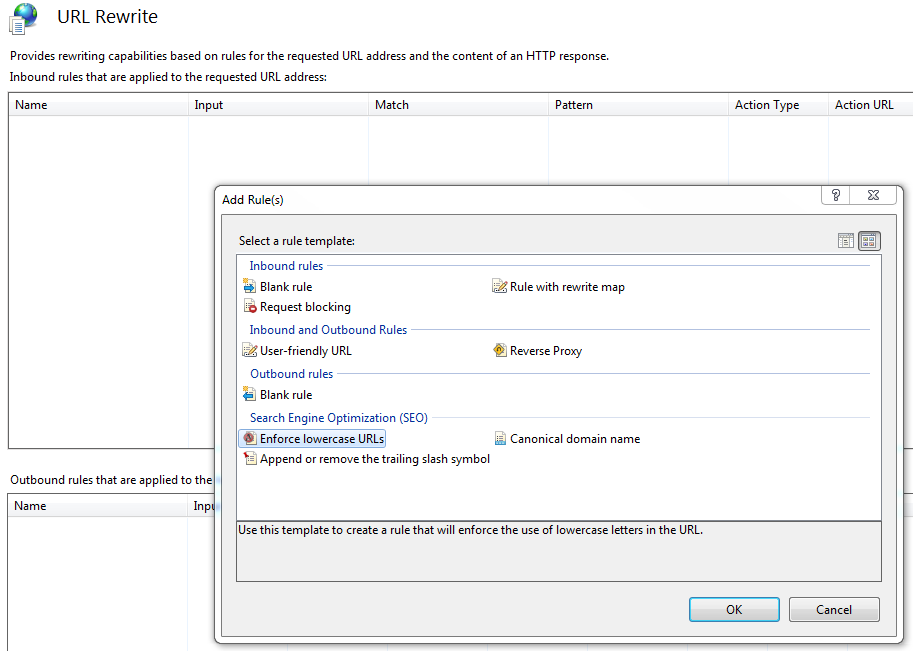 URL Rewrite
Provides rewriting capabilities based on rules for the requested URL address and the content of an HTTP response.
Inbound rules that are applied to the requested URL address:
Name Input Match Pattern Action Type Action URL
Add Rule(s) ?
Select a rule template:
Inbound rules
Blank rule Rule with rewrite map
Request blocking
Inbound and Outbound Rules
User-friendly URL Reverse Proxy
Outbound rules
Blank rule
Search Engine Optimization (SEO)
Enforce lowercase URLs Canonical domain name
Append or remove the trailing slash symbol
Outbound rules that are applied to the
Name Inpu
Use this template to create a rule that will enforce the use of lowercase letters in the URL.
OK Cancel